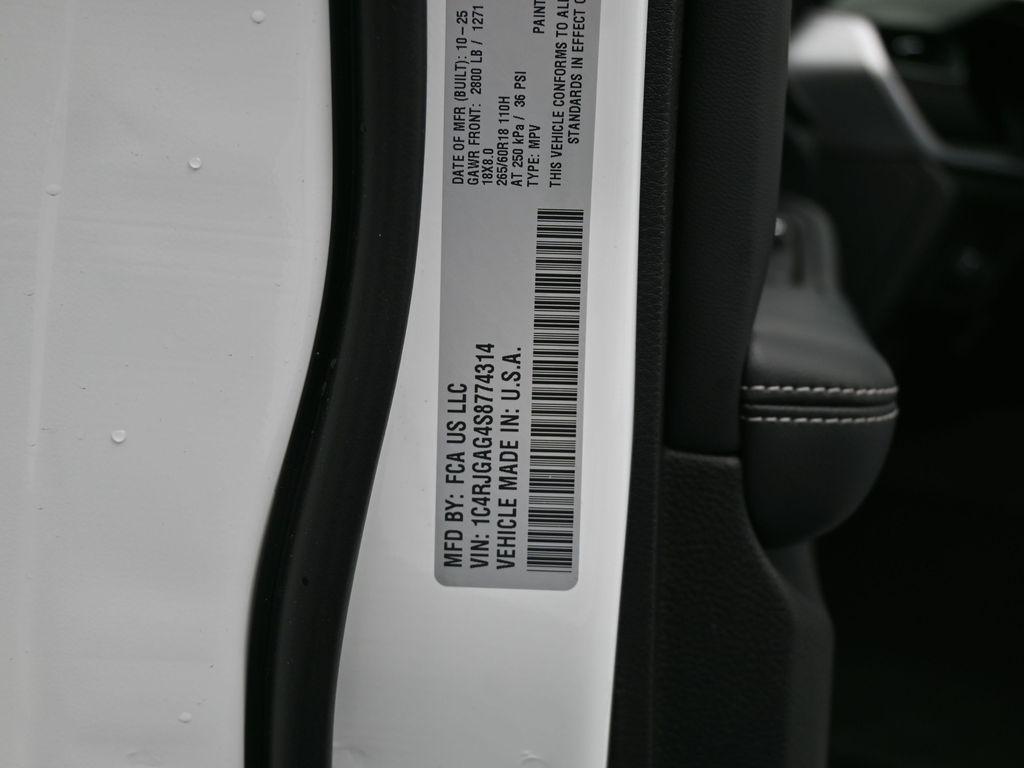 MFD BY: FCA US LLC
VIN: 1C4RJGAG4S8774314
VEHICLE MADE IN: U.S.A.
DATE OF MFR (BUILT): 10-25
GAWR FRONT: 2800 LB / 1271
18X8.0
265/60R18 110H
AT 250 kPa / 36 PSI
TYPE: MPV
PAINT
THIS VEHICLE CONFORMS TO ALL
STANDARDS IN EFFECT